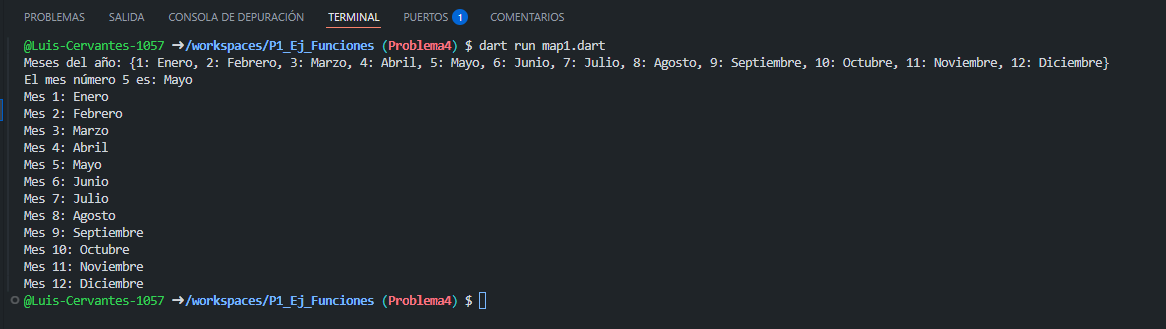 PROBLEMAS SALIDA CONSOLA DE DEPURACIÓN TERMINAL PUERTOS 1 COMENTARIOS
@Luis-Cervantes-1057 ➜/workspaces/P1_Ej_Funciones (Problema4) $ dart run map1.dart
Meses del año: {1: Enero, 2: Febrero, 3: Marzo, 4: Abril, 5: Mayo, 6: Junio, 7: Julio, 8: Agosto, 9: Septiembre, 10: Octubre, 11: Noviembre, 12: Diciembre}
El mes número 5 es: Mayo
Mes 1: Enero
Mes 2: Febrero
Mes 3: Marzo
Mes 4: Abril
Mes 5: Mayo
Mes 6: Junio
Mes 7: Julio
Mes 8: Agosto
Mes 9: Septiembre
Mes 10: Octubre
Mes 11: Noviembre
Mes 12: Diciembre
@Luis-Cervantes-1057 ➜/workspaces/P1_Ej_Funciones (Problema4) $